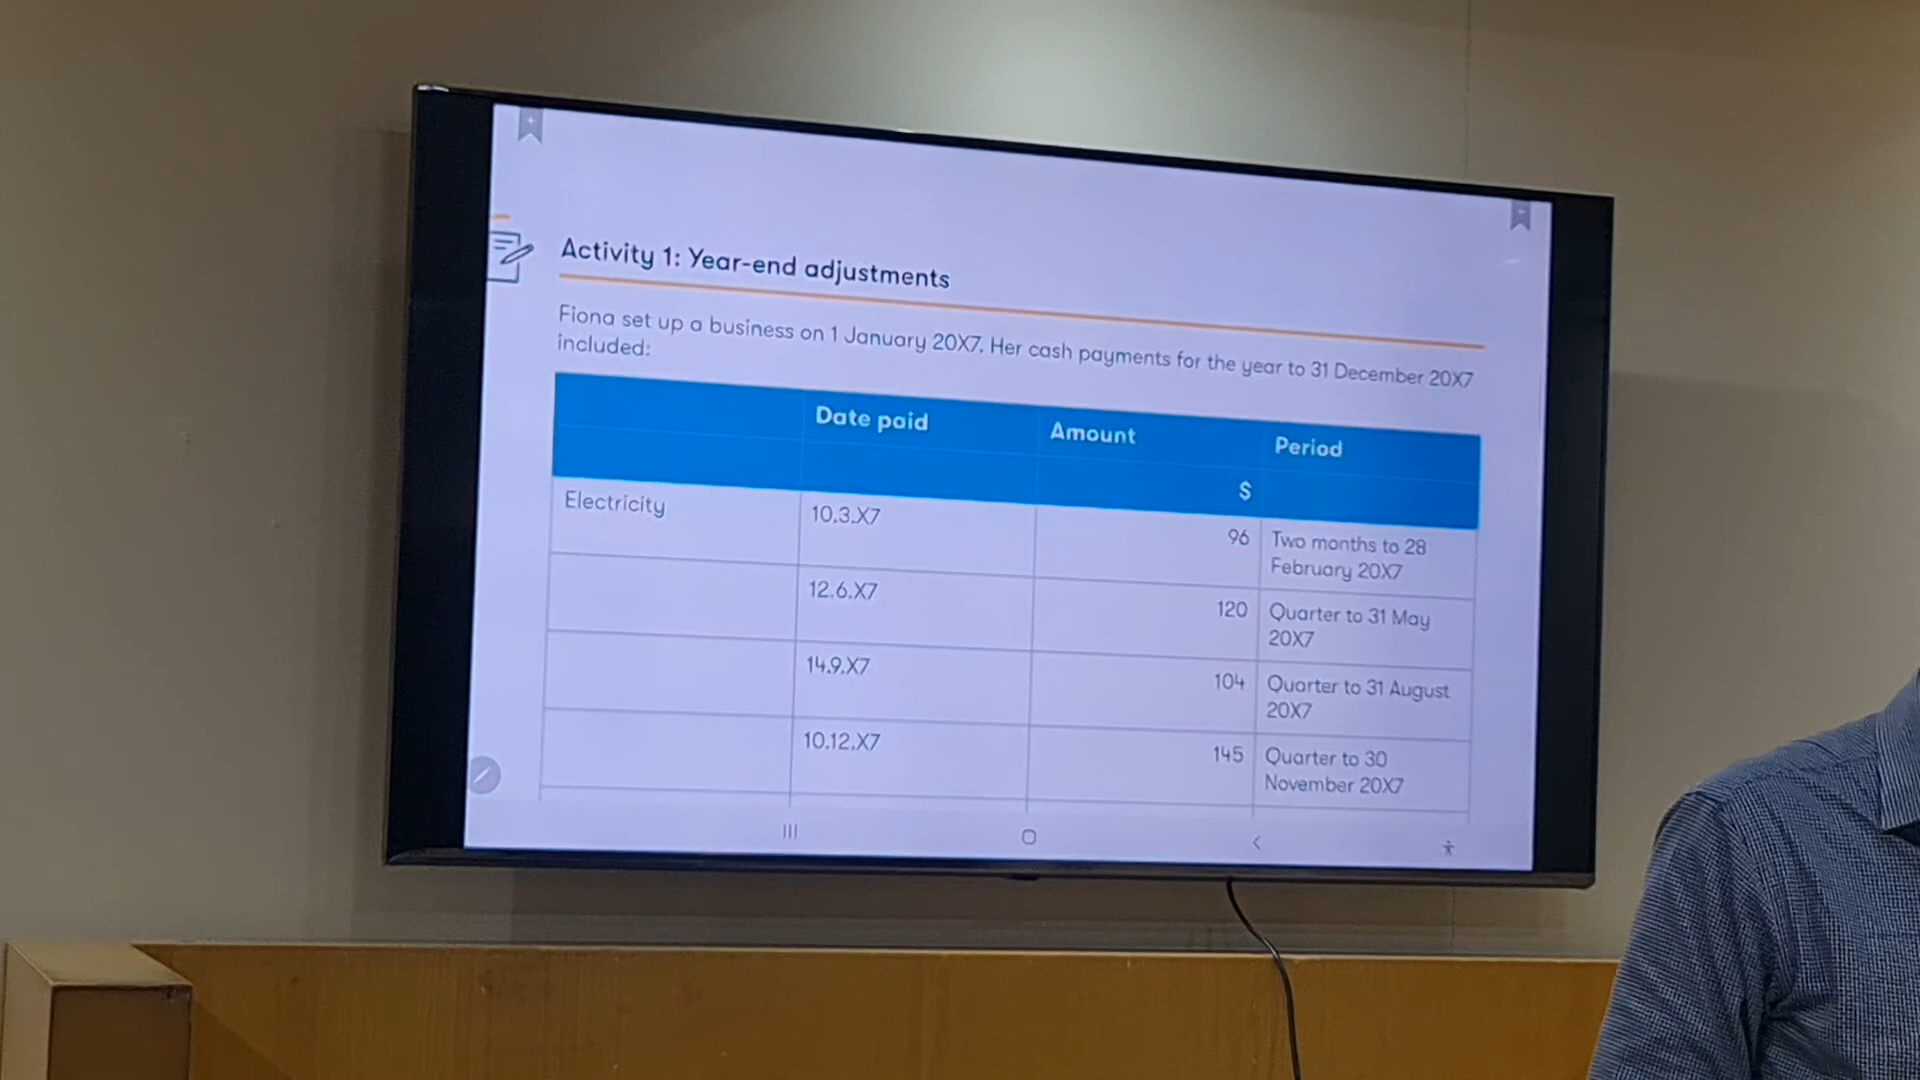 Activity 1: Year-end adjustments
Fiona set up a business on 1 January 20X7. Her cash payments for the year to 31 December 20X7
included:
Date paid Amount Period
$
Electricity 10.3.X7 96 Two months to 28
February 20X7
12.6.X7 120 Quarter to 31 May
20X7
14.9.X7 104 Quarter to 31 August
20X7
10.12.X7 145 Quarter to 30
November 20X7